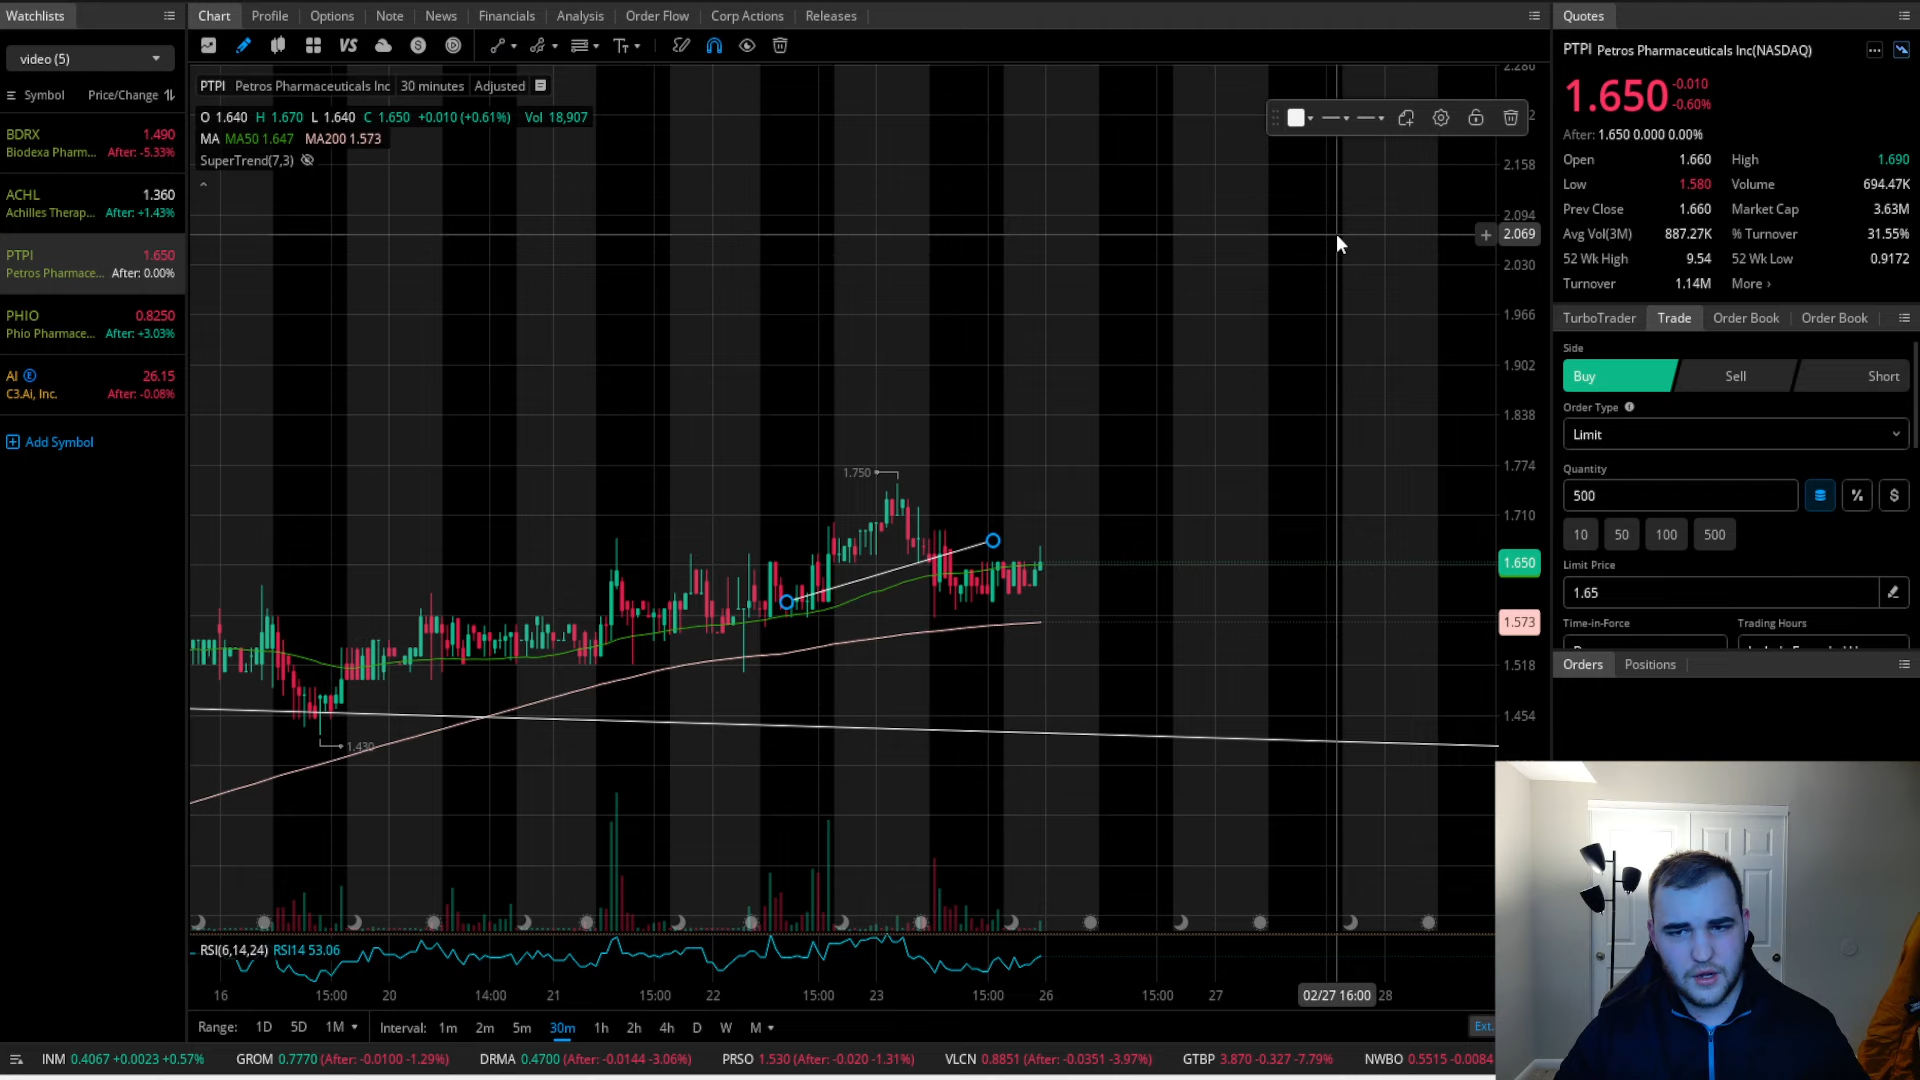 Watchlists
Chart Profile Options Note News Financials Analysis Order Flow Corp Actions Releases
Quotes
video (5)
VS
Symbol Price/Change
BDRX 1.490
Biodexa Pharm... After: -5.33%
ACHL 1.360
Achilles Therap... After: +1.43%
PTPI 1.650
Petros Pharmace... After: 0.00%
PHIO 0.8250
Phio Pharmace... After: +3.03%
AI E 26.15
C3.Ai, Inc. After: -0.08%
Add Symbol
PTPI Petros Pharmaceuticals Inc 30 minutes Adjusted
O 1.640 H 1.670 L 1.640 C 1.650 +0.010 (+0.61%) Vol 18,907
MA MA50 1.647 MA200 1.573
SuperTrend(7,3)
2.286
2.158
2.094
2.069
2.030
1.966
1.902
1.838
1.774
1.710
1.650
1.573
1.518
1.454
1.750
1.430
RSI(6,14,24) RSI14 53.06
16 15:00 20 14:00 21 15:00 22 15:00 23 15:00 26 15:00 27 02/27 16:00 28
Range: 1D 5D 1M Interval: 1m 2m 5m 30m 1h 2h 4h D W M
Ext.
PTPI Petros Pharmaceuticals Inc(NASDAQ)
1.650 -0.010
-0.60%
After: 1.650 0.000 0.00%
Open 1.660 High 1.690
Low 1.580 Volume 694.47K
Prev Close 1.660 Market Cap 3.63M
Avg Vol(3M) 887.27K % Turnover 31.55%
52 Wk High 9.54 52 Wk Low 0.9172
Turnover 1.14M More ›
TurboTrader Trade Order Book Order Book
Side
Buy Sell Short
Order Type
Limit
Quantity
500 % $
10 50 100 500
Limit Price
1.65
Time-in-Force Trading Hours
Orders Positions
INM 0.4067 +0.0023 +0.57% GROM 0.7770 (After: -0.0100 -1.29%) DRMA 0.4700 (After: -0.0144 -3.06%) PRSO 1.530 (After: -0.020 -1.31%) VLCN 0.8851 (After: -0.0351 -3.97%) GTBP 3.870 -0.327 -7.79% NWBO 0.5515 -0.0084